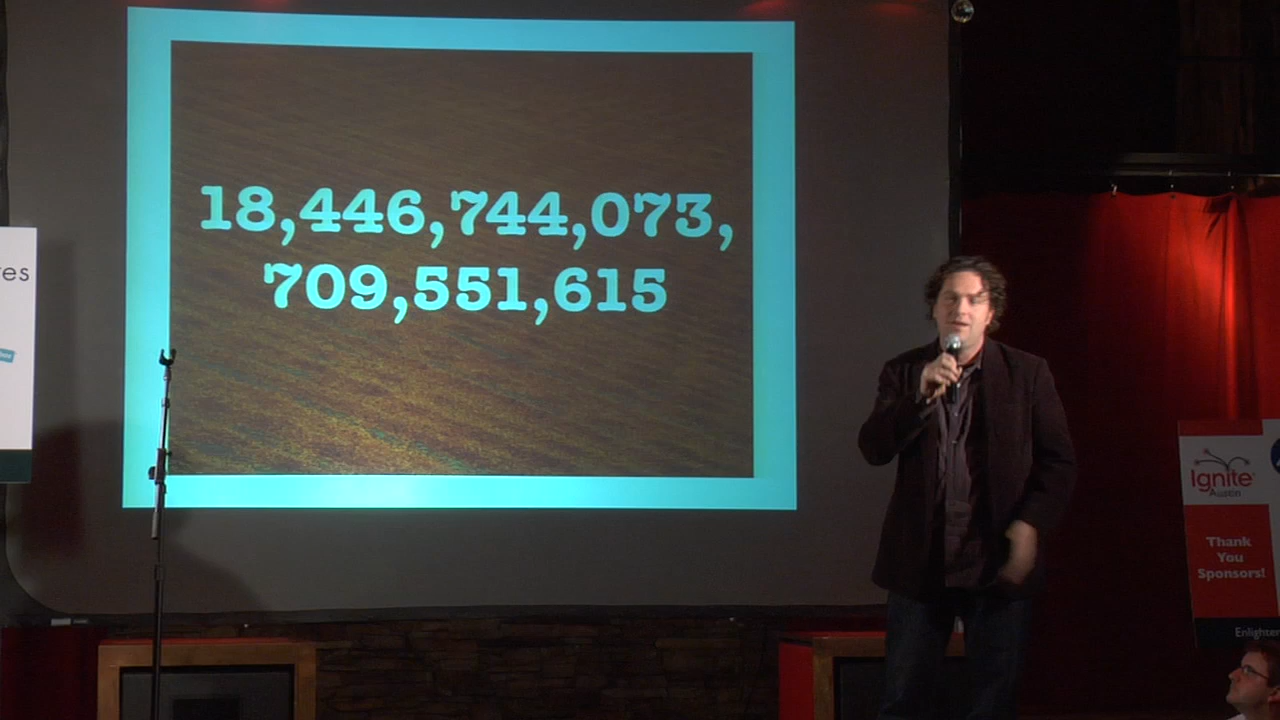 18,446,744,073,
709,551,615
Ignite
Austin
Thank
You
Sponsors!